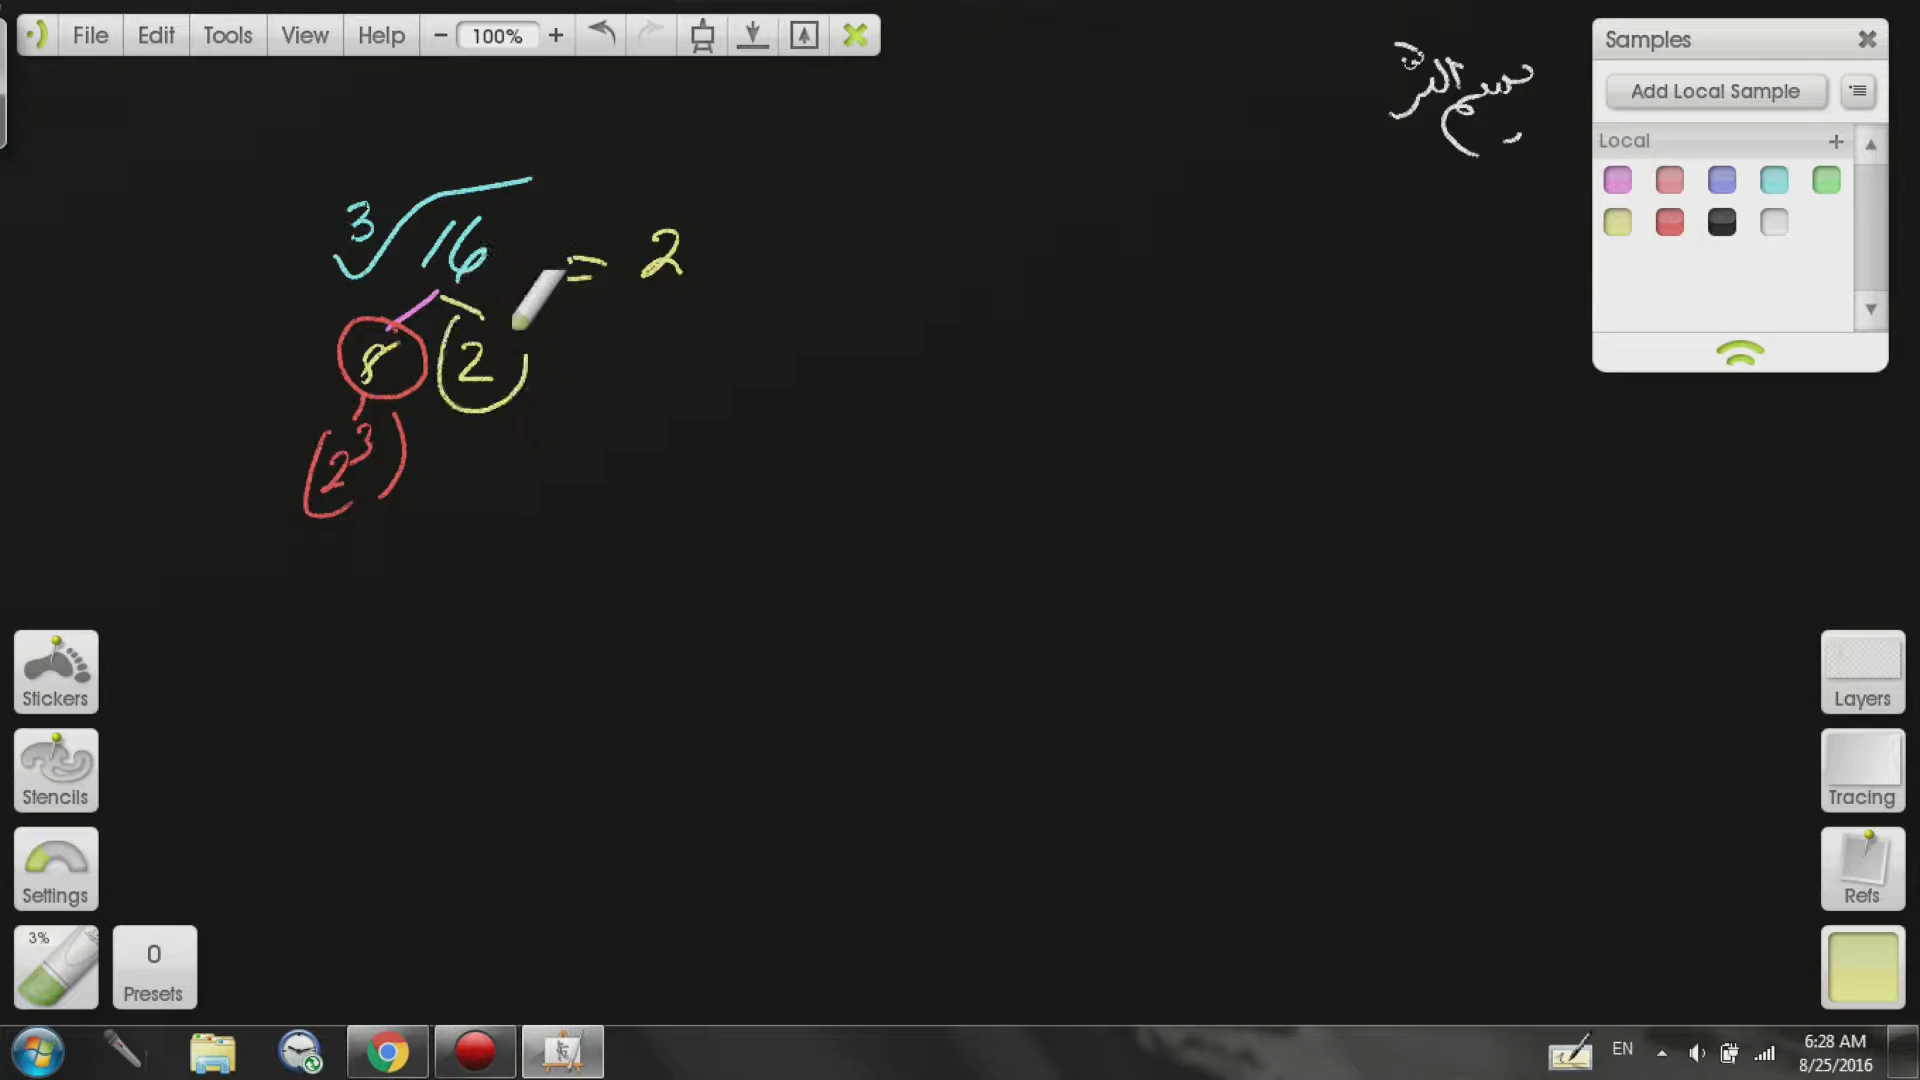 File Edit Tools View Help 100%
Samples
Add Local Sample
Local
بسم الله
3√16 = 2
8 2
(2³)
Stickers
Stencils
Settings
3%
0
Presets
Layers
Tracing
Refs
EN
6:28 AM
8/25/2016